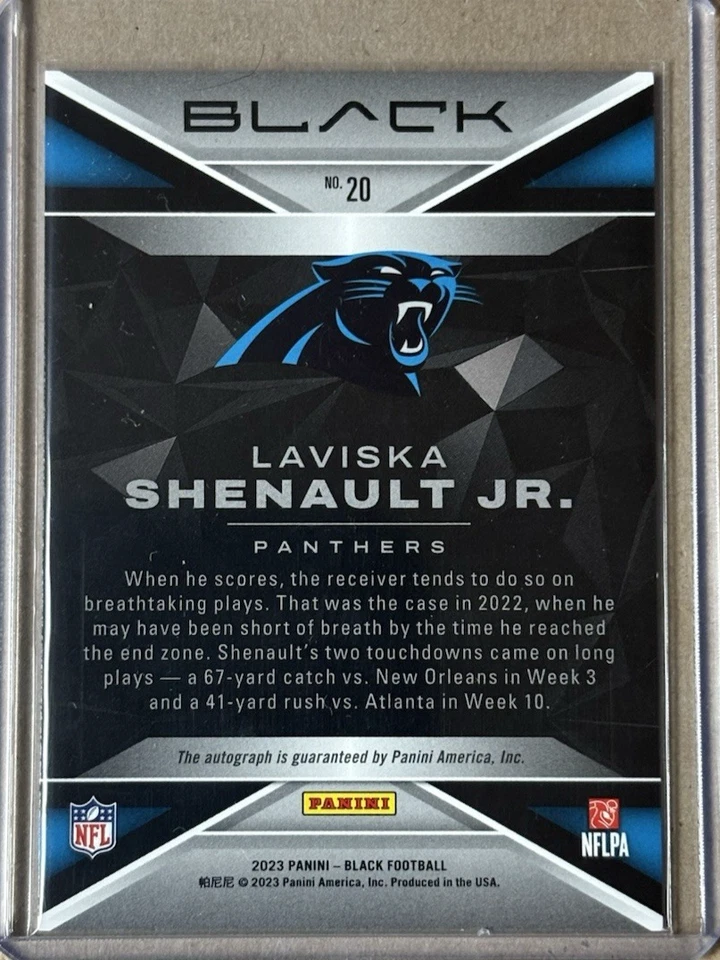 BLACK
NO. 20
LAVISKA
SHENAULT JR.
PANTHERS
When he scores, the receiver tends to do so on
breathtaking plays. That was the case in 2022, when he
may have been short of breath by the time he reached
the end zone. Shenault's two touchdowns came on long
plays — a 67-yard catch vs. New Orleans in Week 3
and a 41-yard rush vs. Atlanta in Week 10.
The autograph is guaranteed by Panini America, Inc.
PANINI
NFL
NFLPA
2023 PANINI – BLACK FOOTBALL
帕尼尼 © 2023 Panini America, Inc. Produced in the USA.